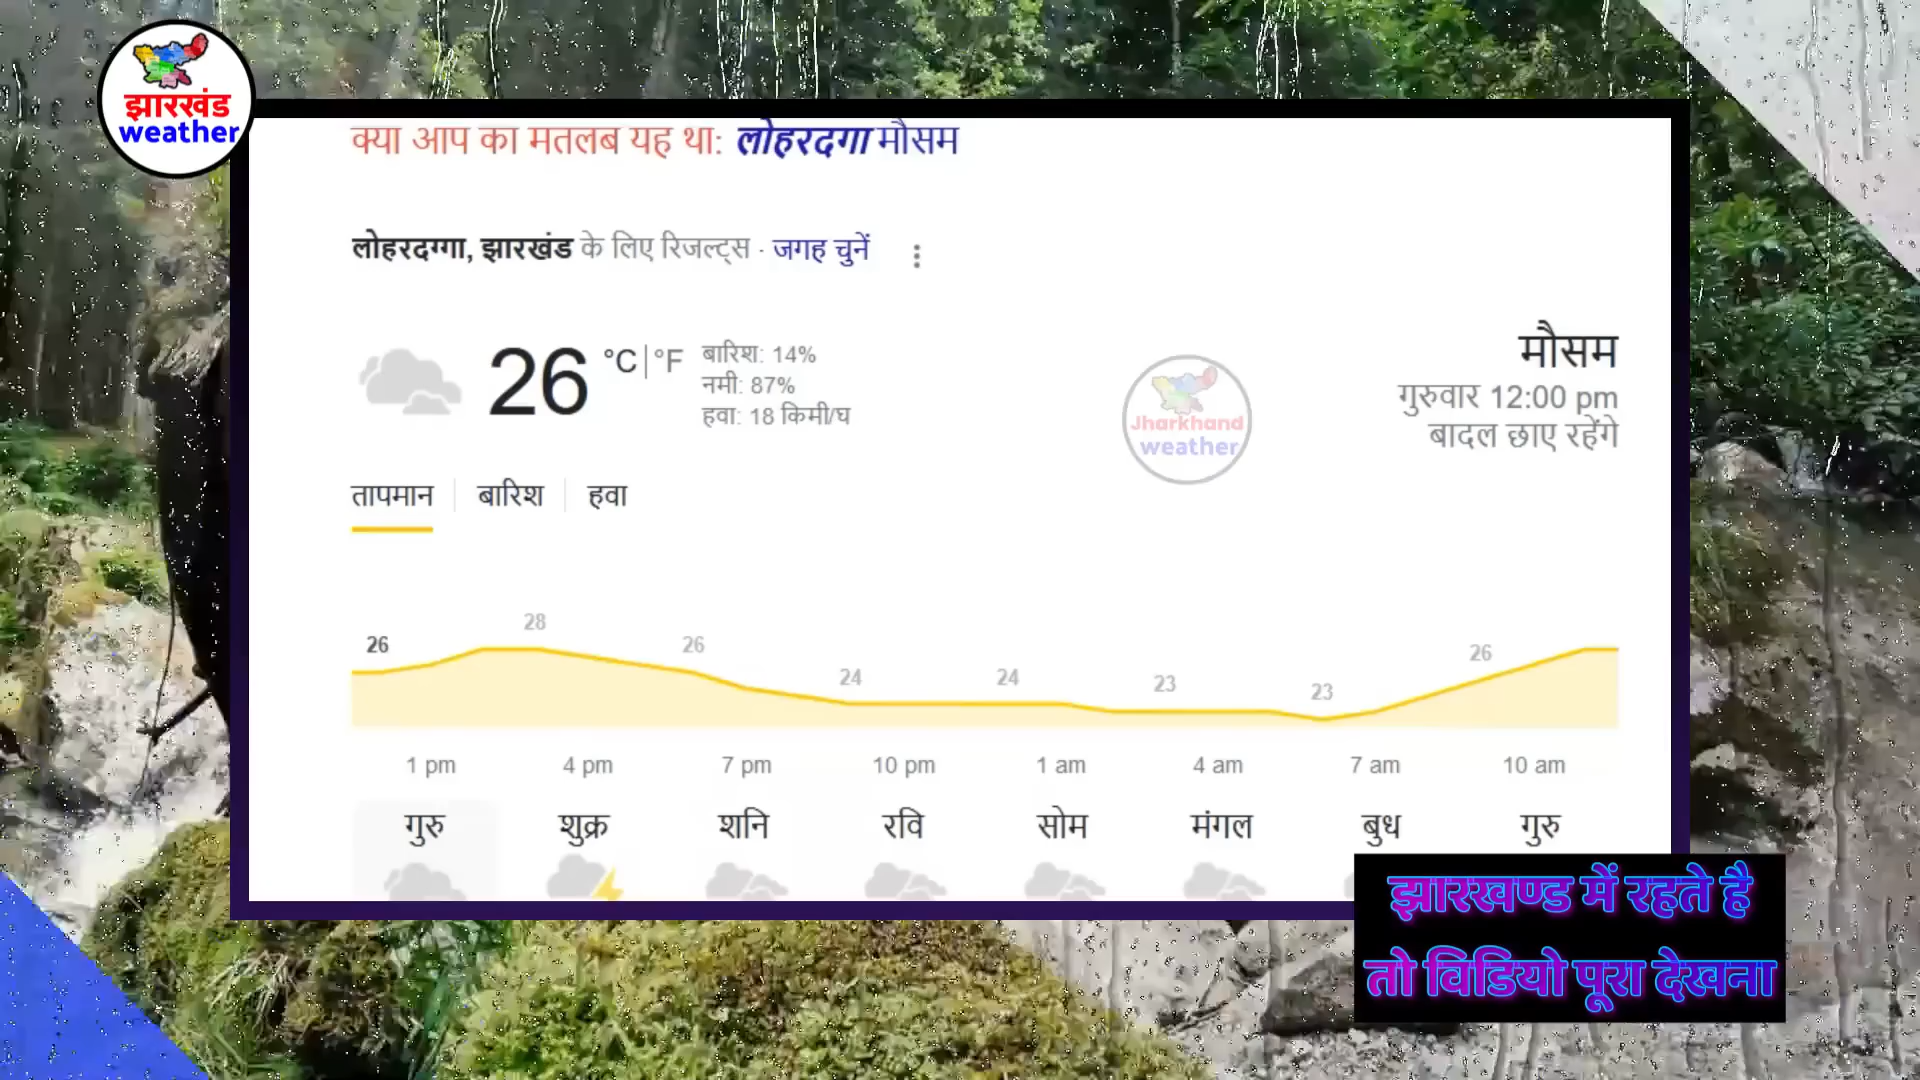 झारखंड
weather
क्या आप का मतलब यह था: लोहरदगा मौसम
लोहरदग्गा, झारखंड के लिए रिजल्ट्स · जगह चुनें
26 °C | °F
बारिश: 14%
नमी: 87%
हवा: 18 किमी/घ
Jharkhand
weather
मौसम
गुरुवार 12:00 pm
बादल छाए रहेंगे
तापमान | बारिश | हवा
26 28 26 24 24 23 23 26
1 pm 4 pm 7 pm 10 pm 1 am 4 am 7 am 10 am
गुरु शुक्र शनि रवि सोम मंगल बुध गुरु
झारखण्ड में रहते है
तो विडियो पूरा देखना